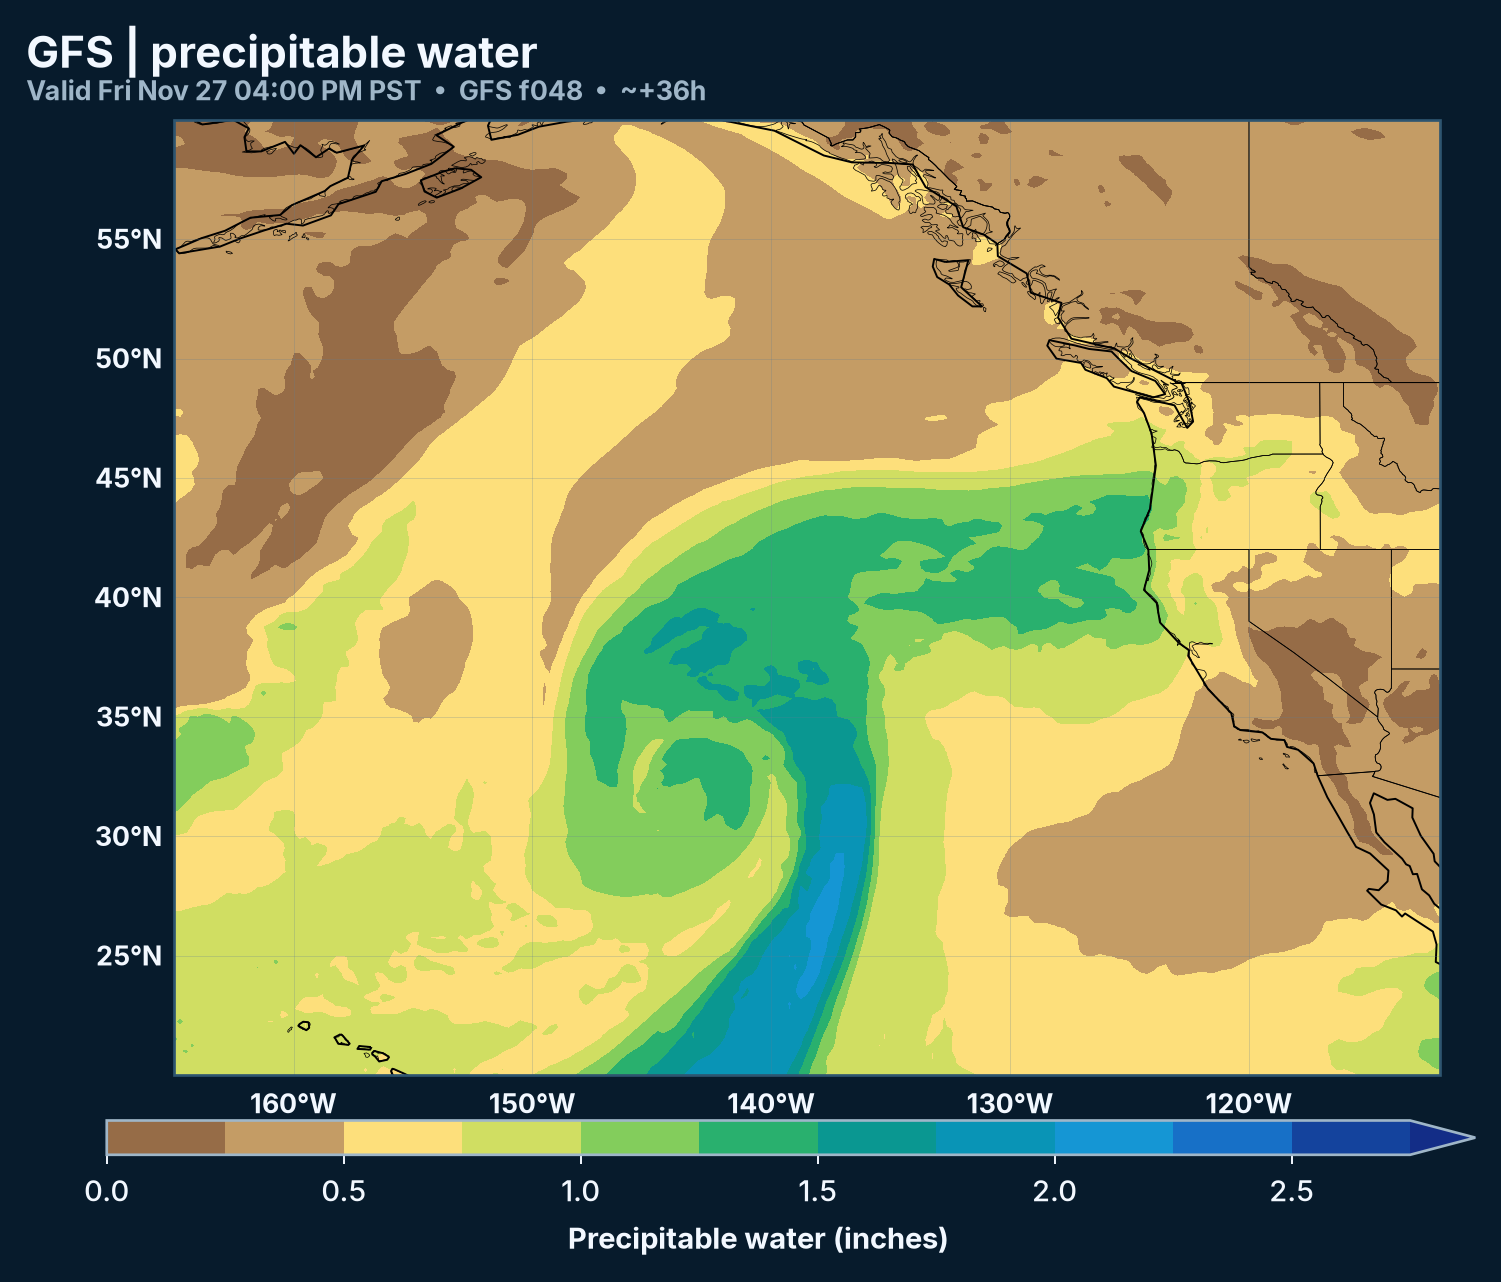 GFS | precipitable water
Valid Fri Nov 27 04:00 PM PST • GFS f048 • ~+36h
55°N
50°N
45°N
40°N
35°N
30°N
25°N
160°W 150°W 140°W 130°W 120°W
0.0 0.5 1.0 1.5 2.0 2.5
Precipitable water (inches)